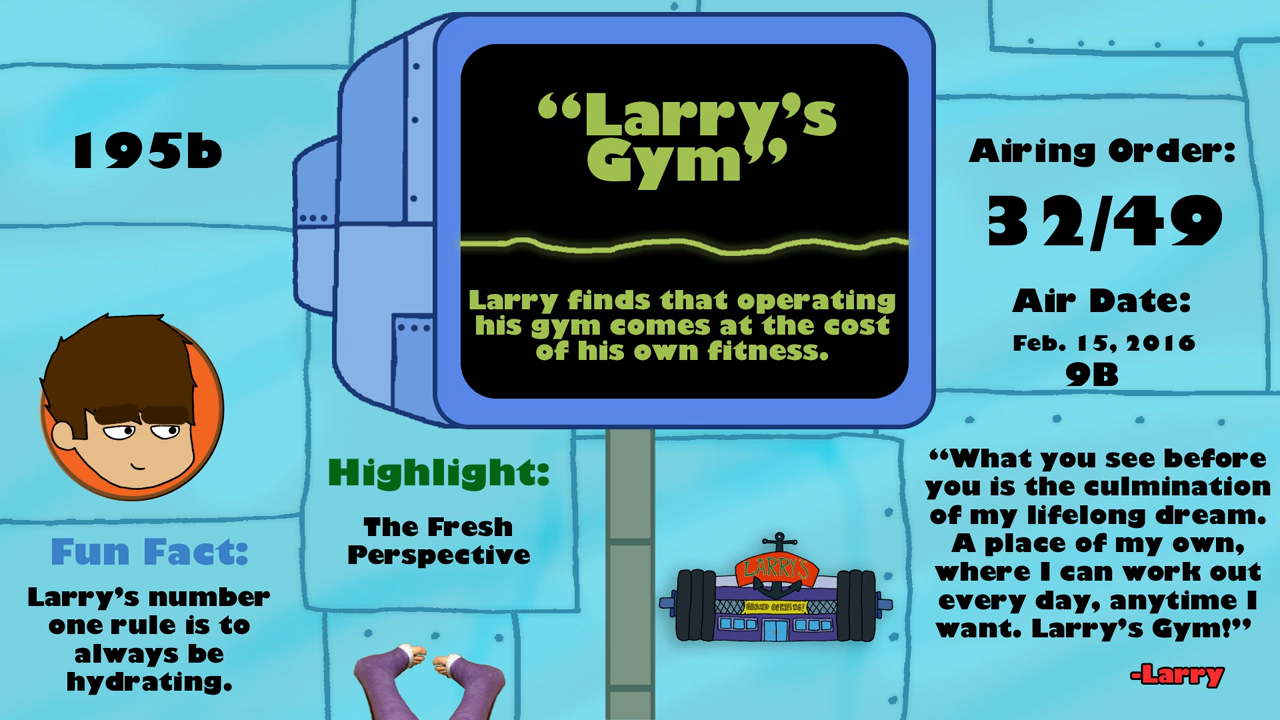 195b
“Larry’s
Gym”
Larry finds that operating
his gym comes at the cost
of his own fitness.
Airing Order:
32/49
Air Date:
Feb. 15, 2016
9B
Fun Fact:
Larry’s number
one rule is to
always be
hydrating.
Highlight:
The Fresh
Perspective
LARRY'S
GRAND OPENING!
“What you see before
you is the culmination
of my lifelong dream.
A place of my own,
where I can work out
every day, anytime I
want. Larry’s Gym!”
-Larry